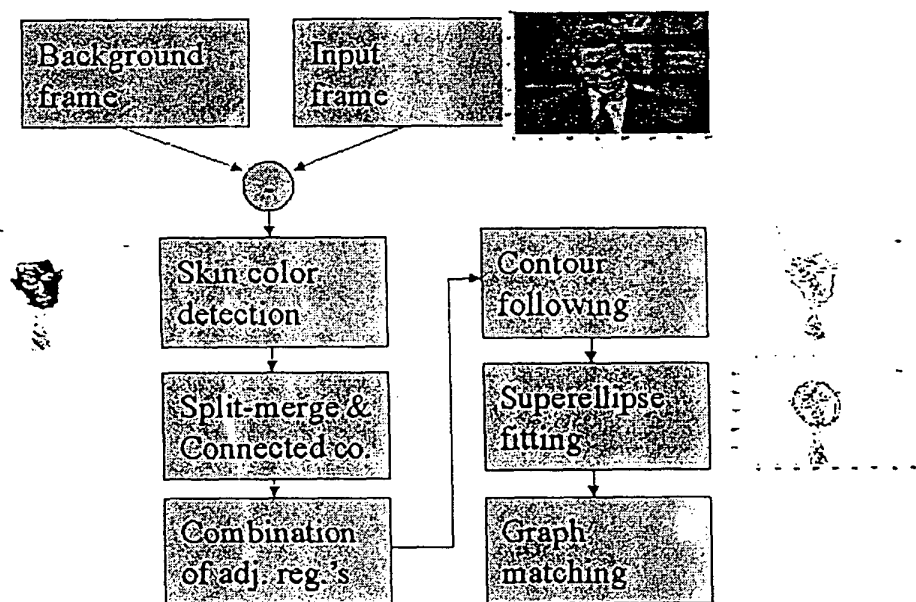 Background
frame
Input
frame
-
Skin color
detection
Split-merge &
Connected co.
Combination
of adj. reg.'s
Contour
following
Superellipse
fitting
Graph
matching